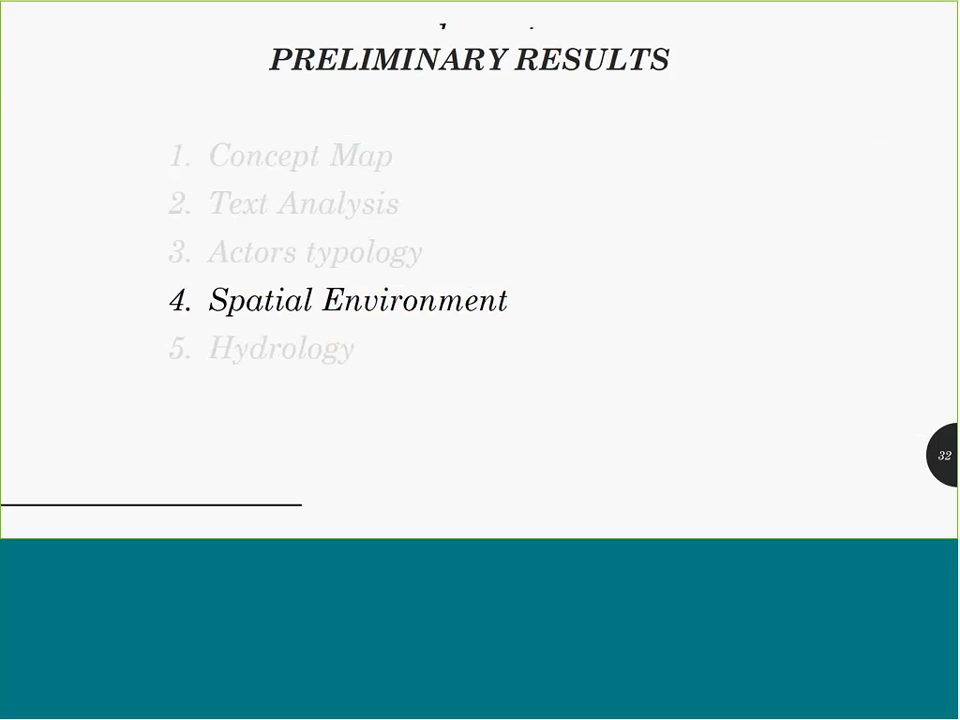 PRELIMINARY RESULTS
1. Concept Map
2. Text Analysis
3. Actors typology
4. Spatial Environment
5. Hydrology
32